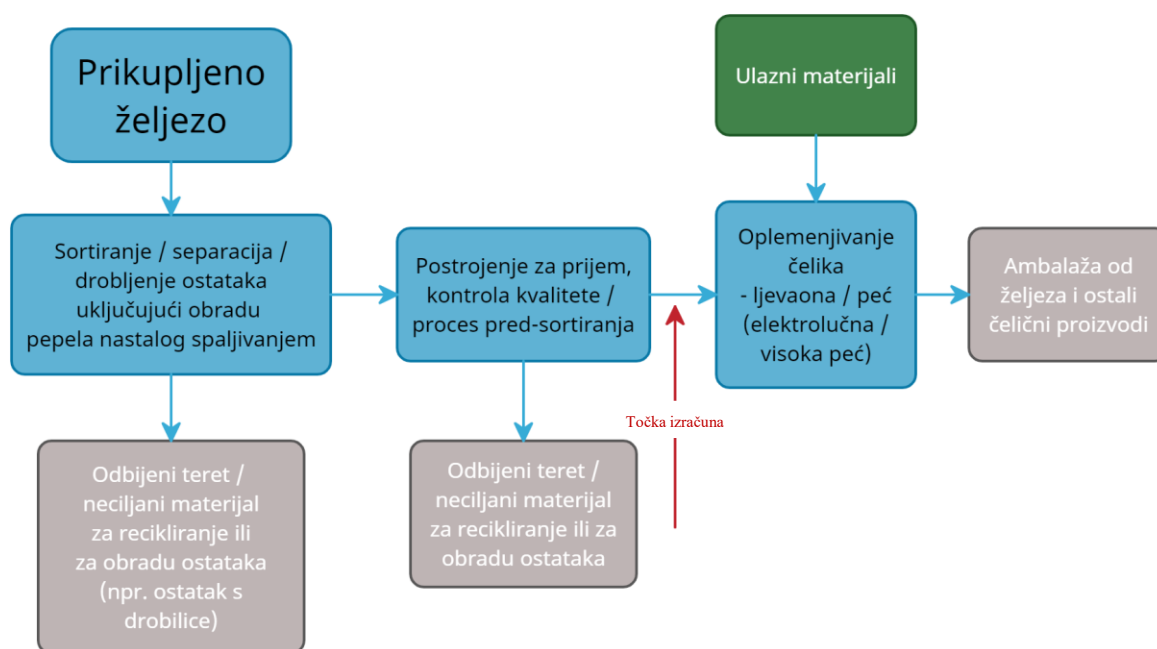 Prikupljeno
željezo
Ulazni materijali
Sortiranje / separacija /
drobljenje ostataka
uključujući obradu
pepela nastalog spaljivanjem
Postrojenje za prijem,
kontrola kvalitete /
proces pred-sortiranja
Oplemenjivanje
čelika
- ljevaona / peć
(elektrolučna /
visoka peć)
Ambalaža od
željeza i ostali
čelični proizvodi
Točka izračuna
Odbijeni teret /
neciljani materijal
za recikliranje ili
za obradu ostataka
(npr. ostatak s
drobilice)
Odbijeni teret /
neciljani materijal
za recikliranje ili za
obradu ostataka